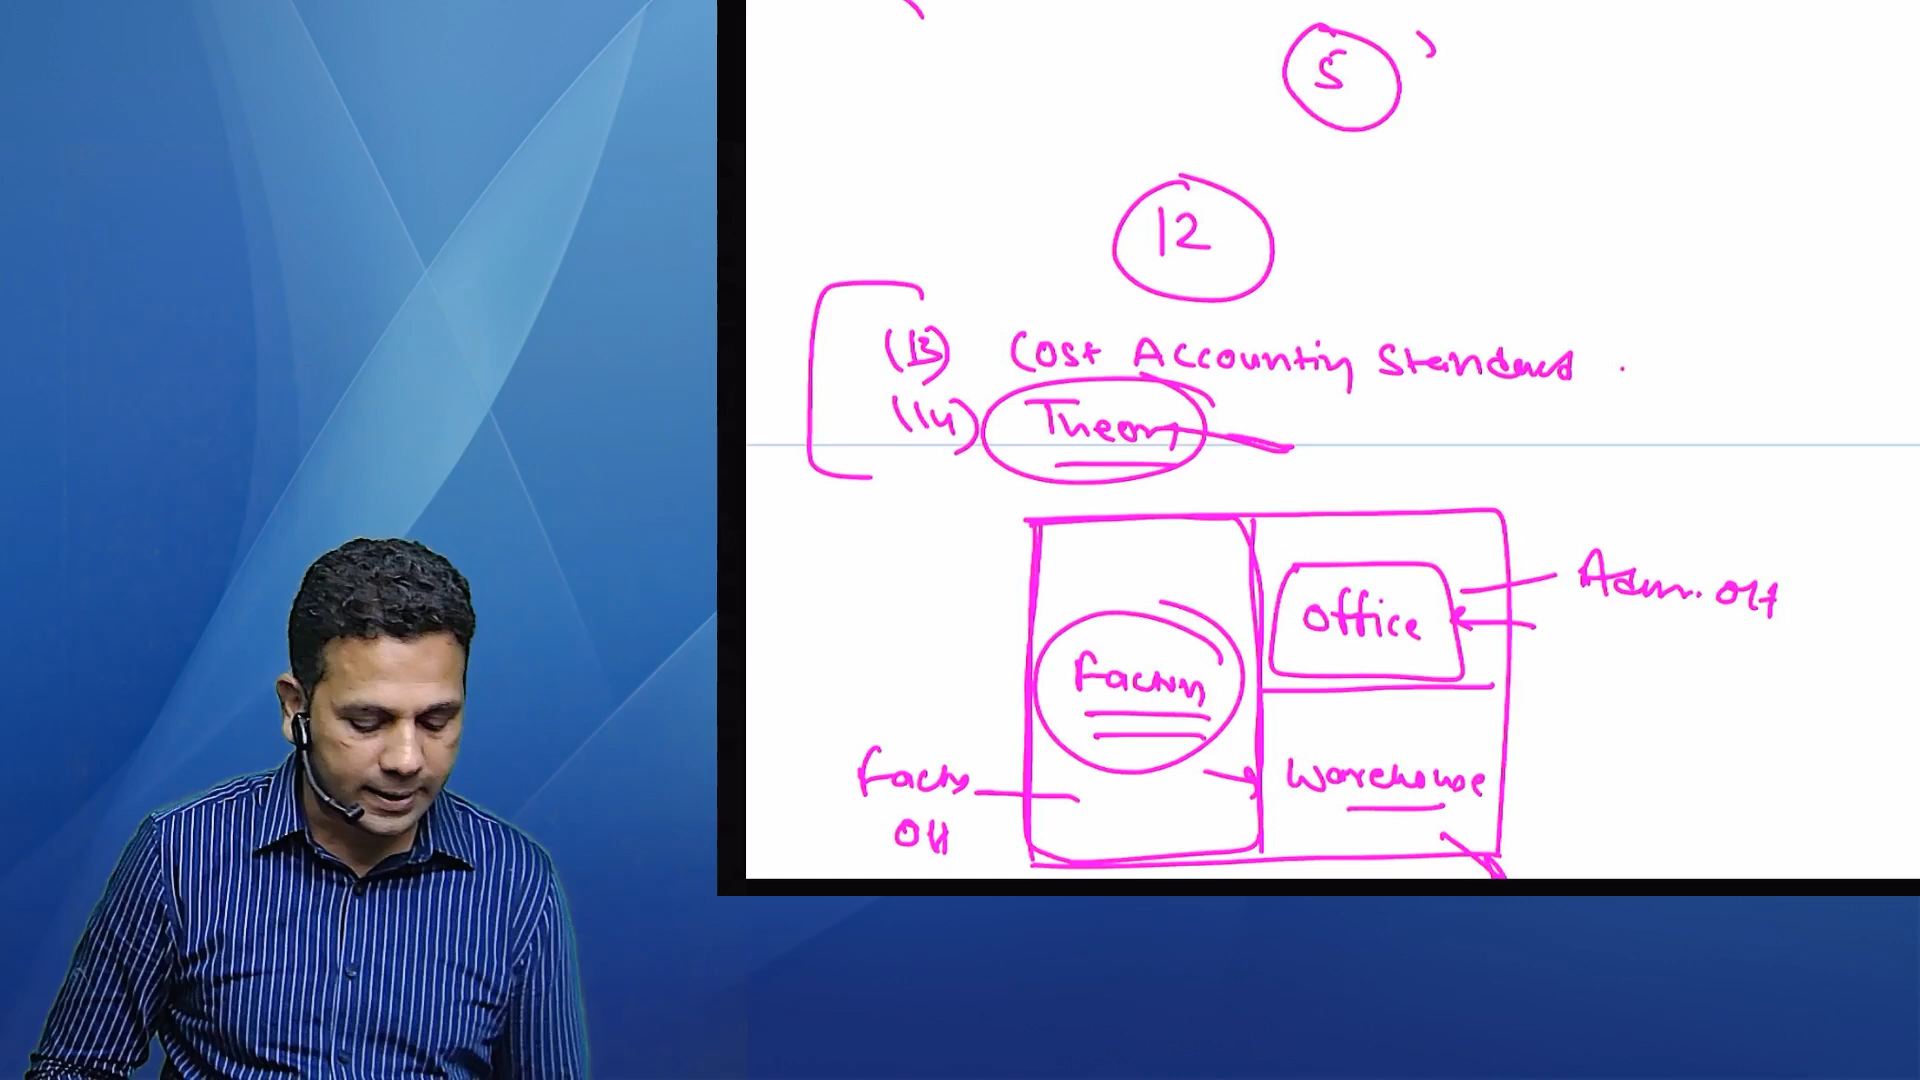 5
12
(13) Cost Accounting Standard.
(14) Theory
Office
Adm. OH
Factory
Factory
OH
Warehouse